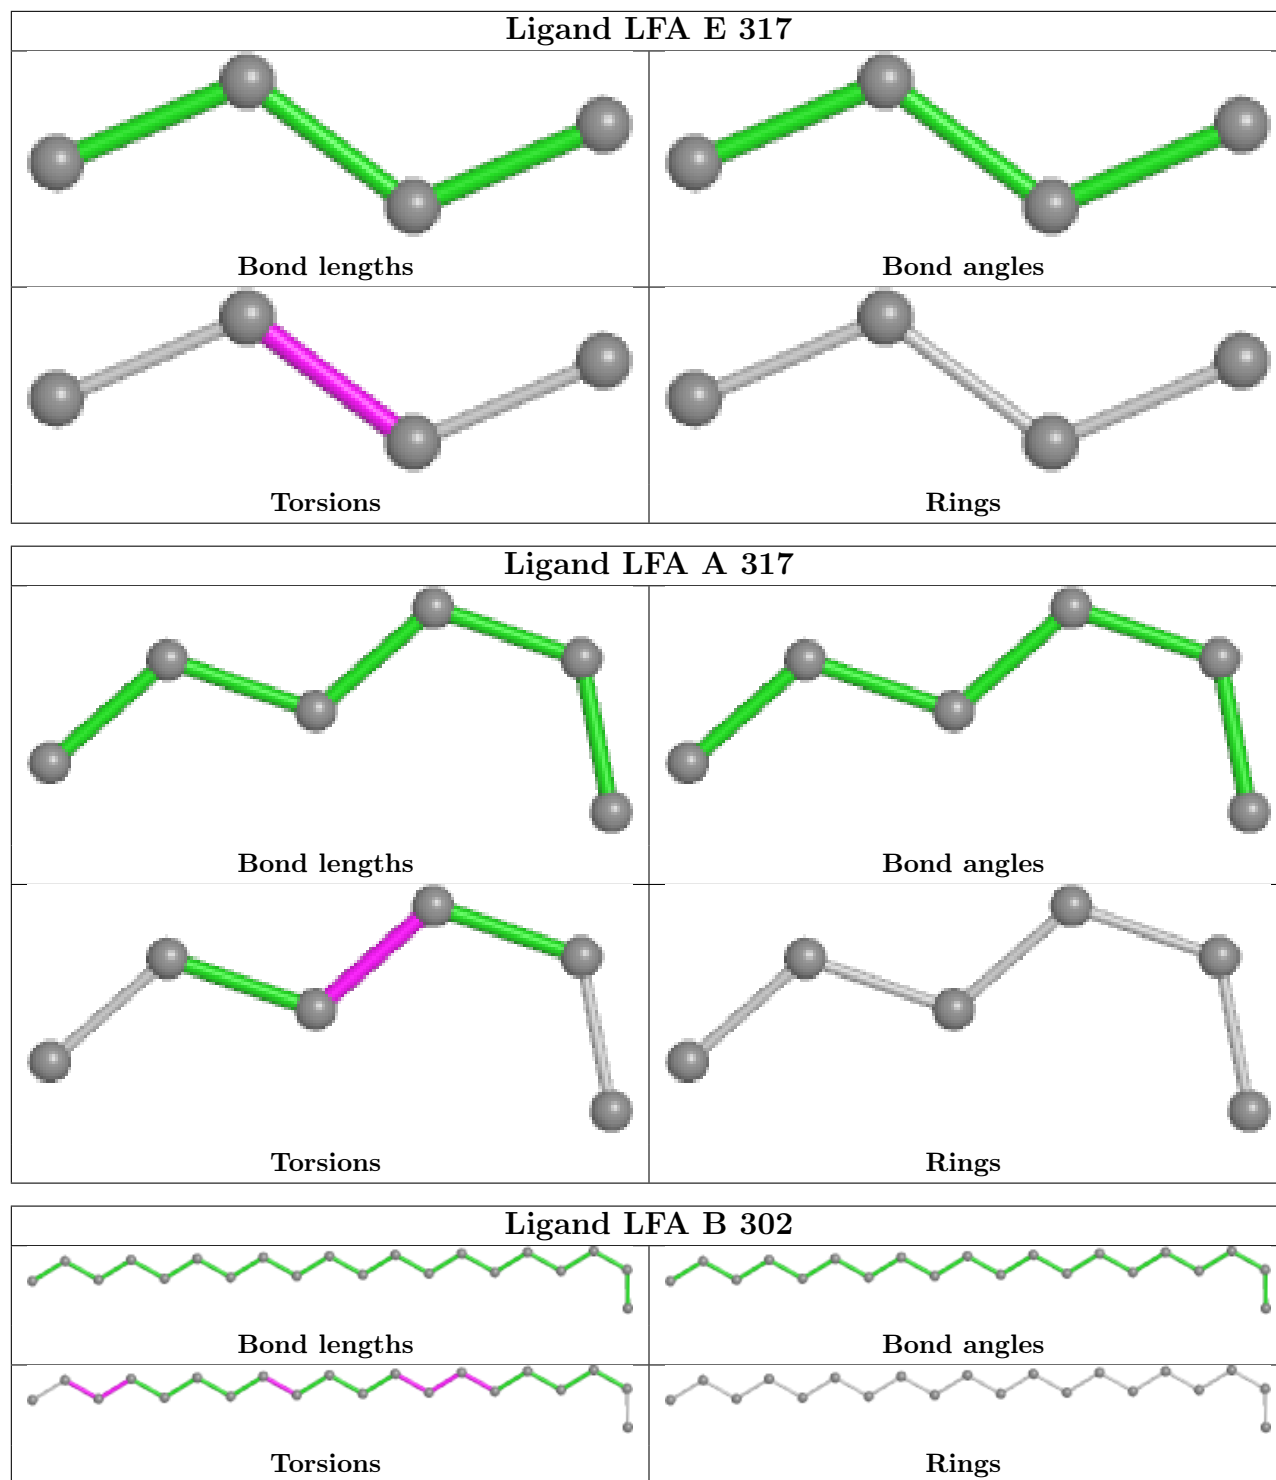 Ligand LFA E 317
Bond lengths
Bond angles
Torsions
Rings
Ligand LFA A 317
Bond lengths
Bond angles
Torsions
Rings
Ligand LFA B 302
Bond lengths
Bond angles
Torsions
Rings